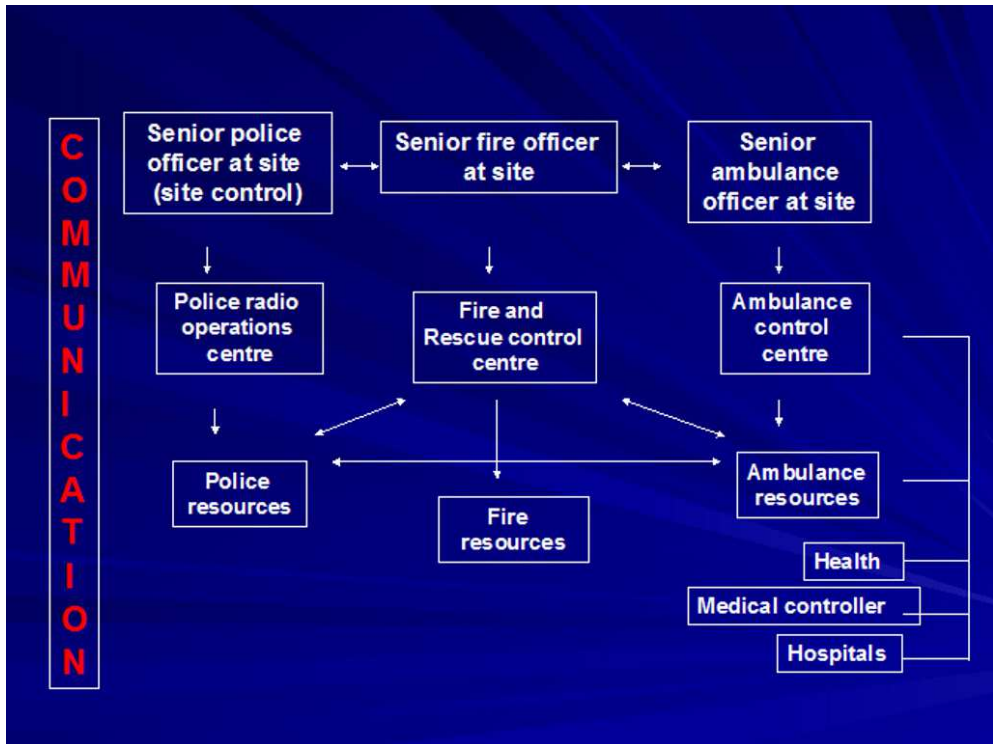 COMMUNICATION
Senior police
officer at site
(site control)
Senior fire officer
at site
Senior
ambulance
officer at site
Police radio
operations
centre
Fire and
Rescue control
centre
Ambulance
control
centre
Police
resources
Fire
resources
Ambulance
resources
Health
Medical controller
Hospitals